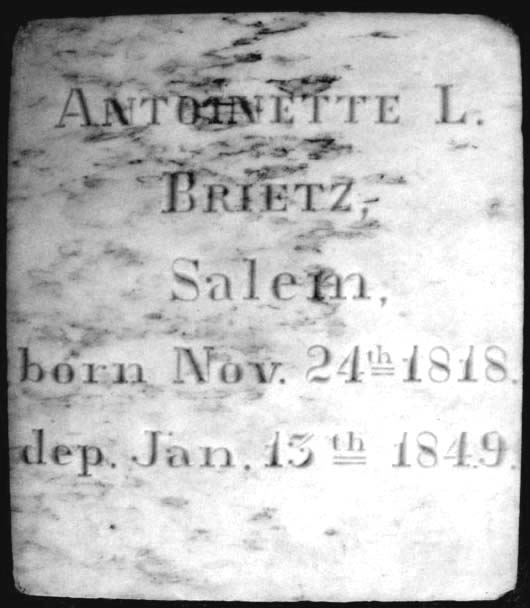 ANTOINETTE L.
BRIETZ,
Salem,
born Nov. 24th 1818.
dep. Jan. 13th 1849.